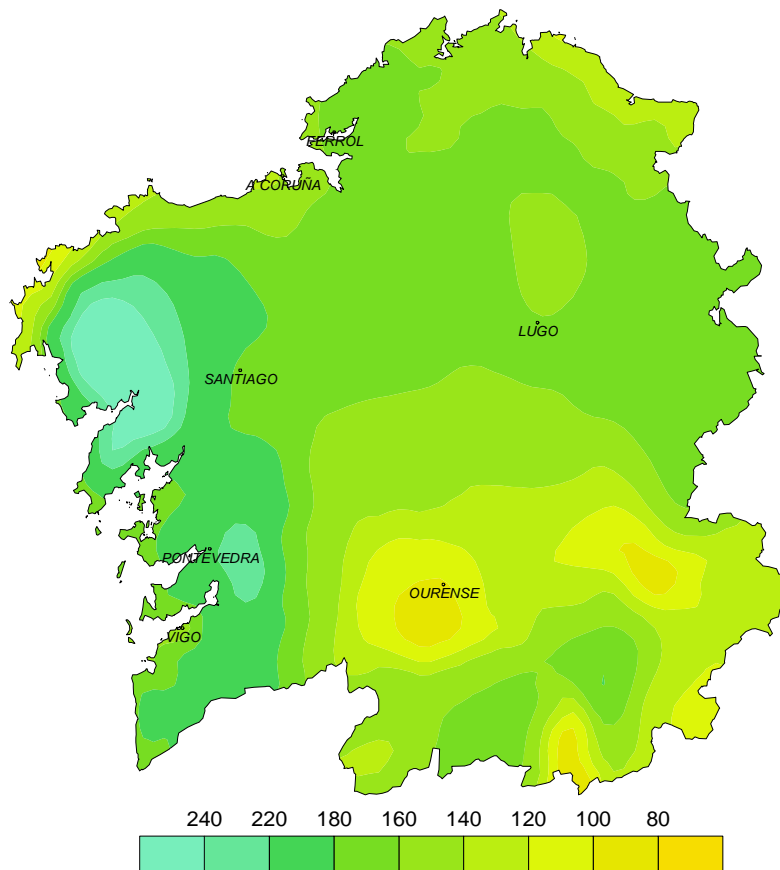 FERROL
A CORUÑA
LUGO
SANTIAGO
PONTEVEDRA
OURENSE
VIGO
240 220 180 160 140 120 100 80